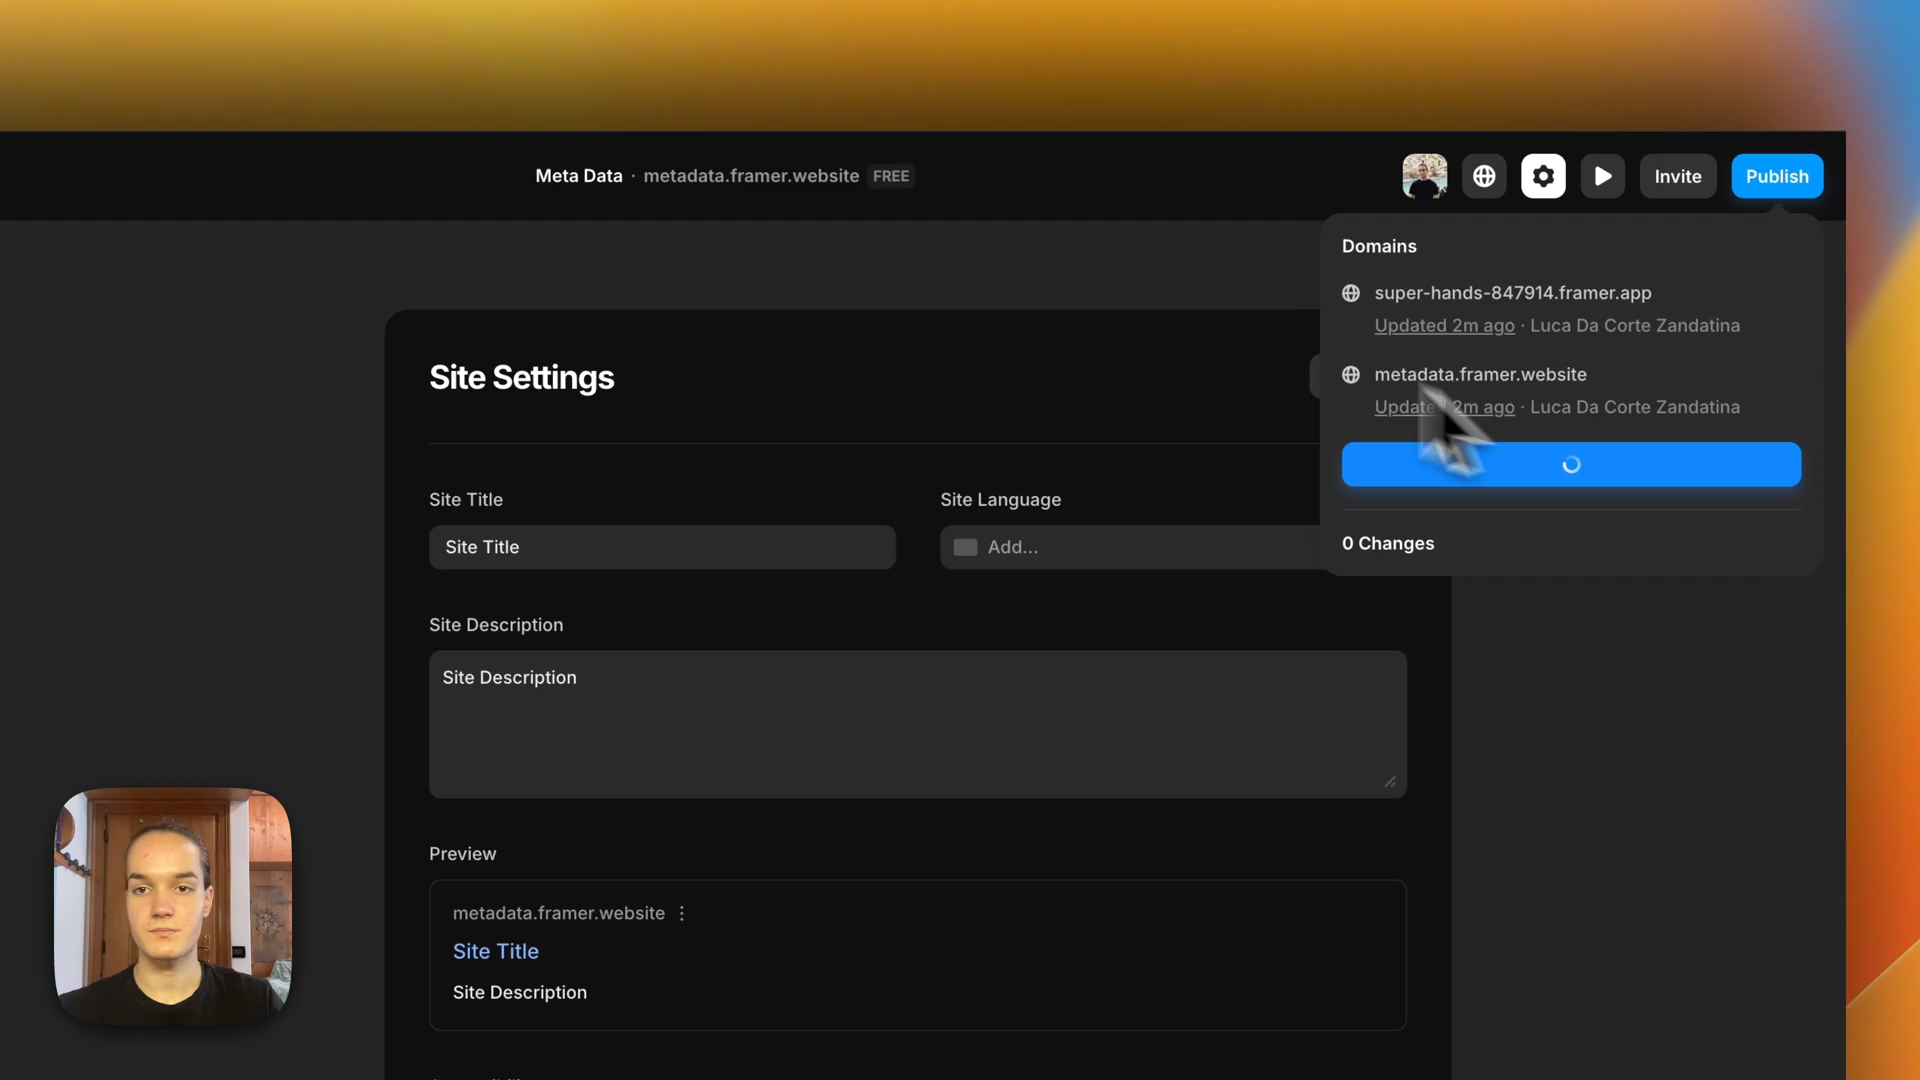 Meta Data · metadata.framer.website FREE
Invite
Publish
Domains
super-hands-847914.framer.app
Updated 2m ago · Luca Da Corte Zandatina
metadata.framer.website
Updated 2m ago · Luca Da Corte Zandatina
0 Changes
Site Settings
Site Title
Site Language
Site Title
Add...
Site Description
Site Description
Preview
metadata.framer.website
Site Title
Site Description